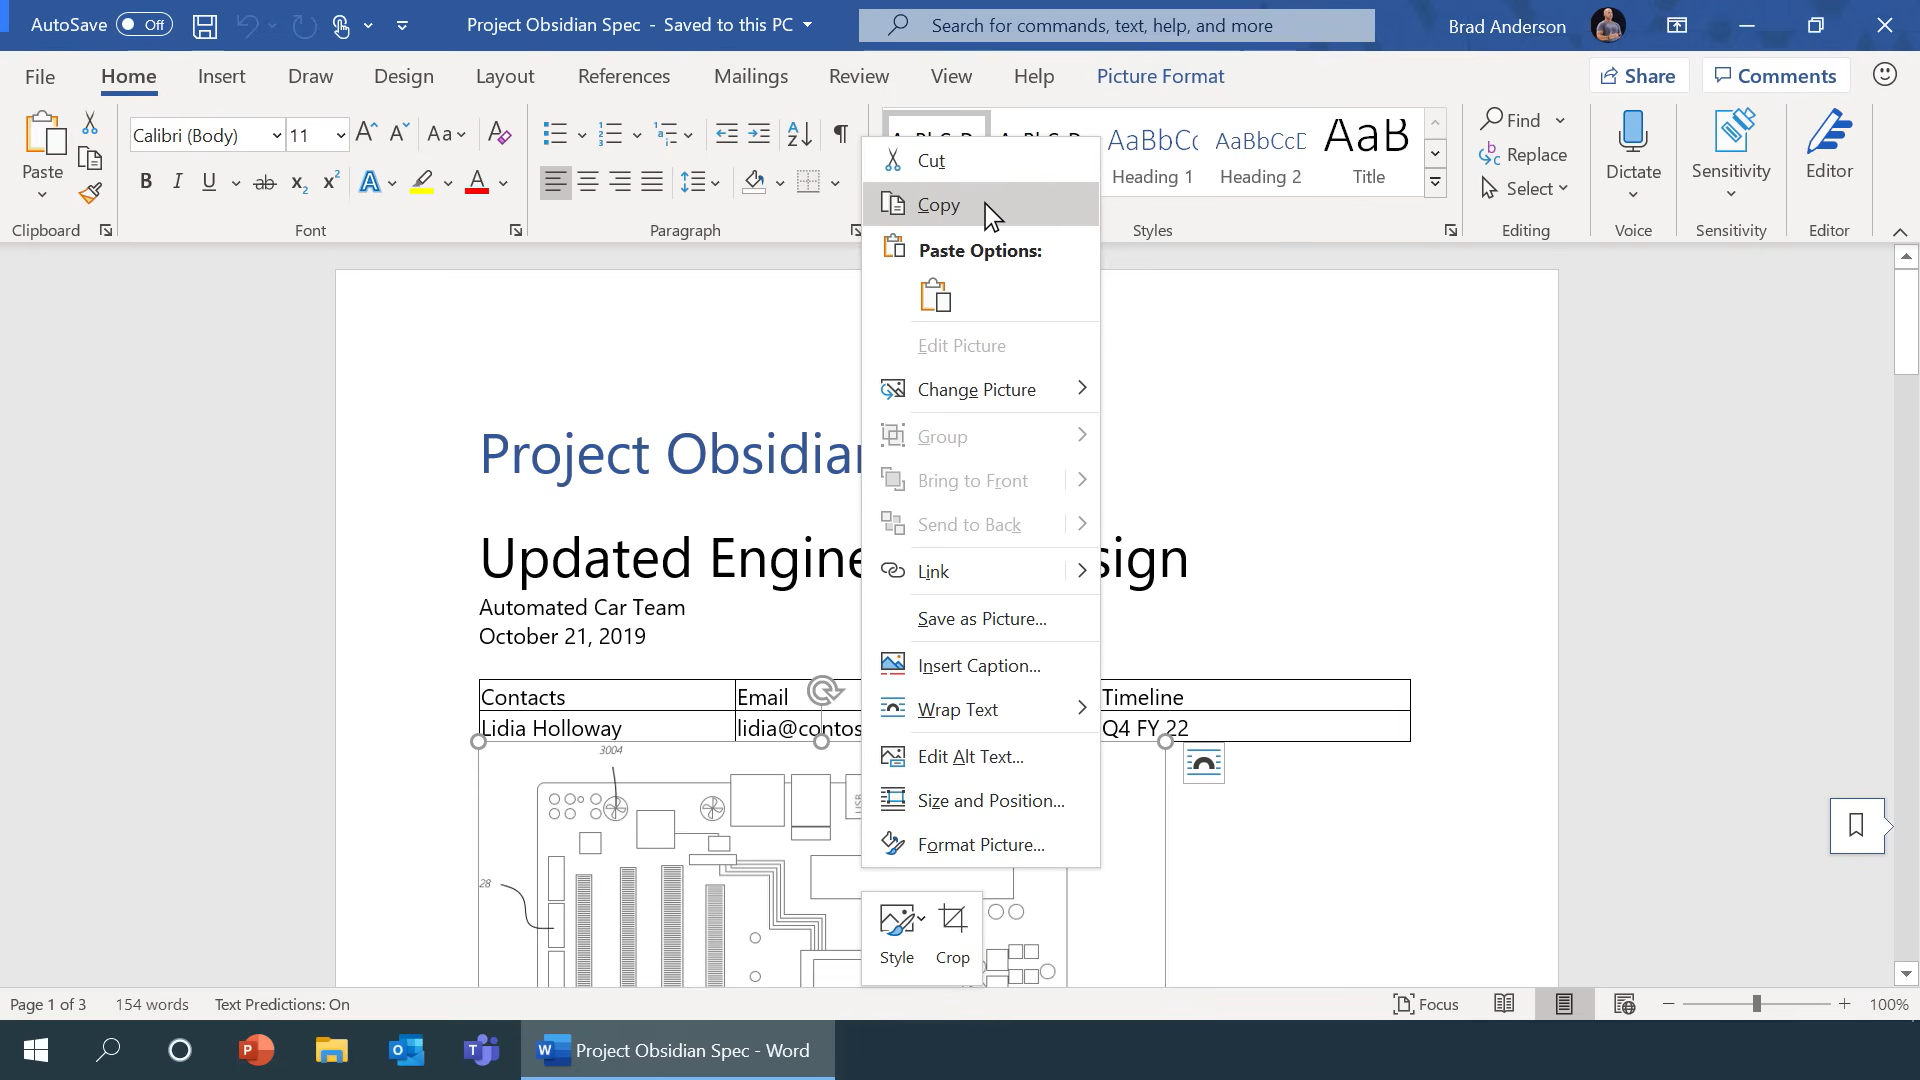 AutoSave Off Project Obsidian Spec - Saved to this PC Search for commands, text, help, and more Brad Anderson
File Home Insert Draw Design Layout References Mailings Review View Help Picture Format Share Comments
Calibri (Body) 11 Aa
AaBbCc AaBbCcD AaB
Find
Replace
Select
Paste
B I U ab x2 x2 A A
Heading 1 Heading 2 Title
Dictate Sensitivity Editor
Clipboard Font Paragraph Styles Editing Voice Sensitivity Editor
Cut
Copy
Paste Options:
Edit Picture
Change Picture
Group
Bring to Front
Send to Back
Link
Save as Picture...
Insert Caption...
Wrap Text
Edit Alt Text...
Size and Position...
Format Picture...
Style Crop
Project Obsidian
Updated Engine sign
Automated Car Team
October 21, 2019
Contacts Email Timeline
Lidia Holloway lidia@contos Q4 FY 22
3004
USB
28
Page 1 of 3 154 words Text Predictions: On Focus 100%
Project Obsidian Spec - Word